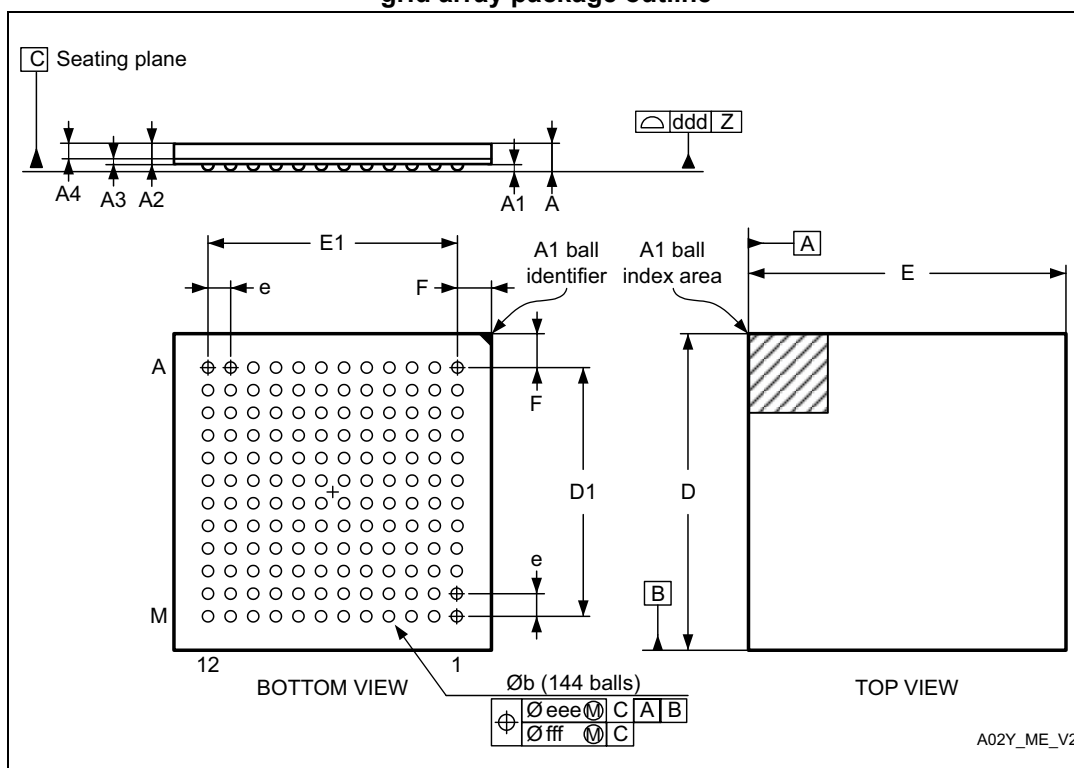 grid array package outline
C Seating plane
ddd Z
A4
A3
A2
A1
A
E1
e
F
A1 ball
identifier
A1 ball
index area
A
E
A
F
D1
D
e
B
M
12
1
BOTTOM VIEW
Øb (144 balls)
TOP VIEW
Ø eee Ⓜ C A B
Ø fff Ⓜ C
A02Y_ME_V2